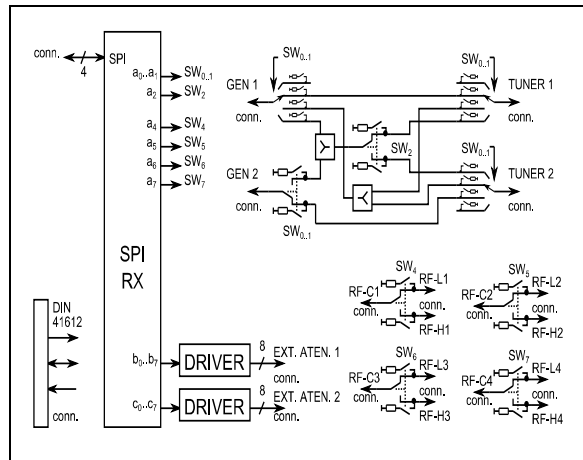 conn.
4
SPI
a0..a1
SW0..1
a2
SW2
a4
SW4
a5
SW5
a6
SW6
a7
SW7
SPI
RX
DIN
41612
conn.
b0..b7
DRIVER
8
EXT. ATEN. 1
conn.
c0..c7
DRIVER
8
EXT. ATEN. 2
conn.
SW0..1
GEN 1
conn.
GEN 2
conn.
SW0..1
SW2
SW0..1
TUNER 1
conn.
SW0..1
TUNER 2
conn.
SW4
RF-L1
RF-C1
conn.
conn.
RF-H1
SW5
RF-L2
RF-C2
conn.
conn.
RF-H2
SW6
RF-L3
RF-C3
conn.
conn.
RF-H3
SW7
RF-L4
RF-C4
conn.
conn.
RF-H4